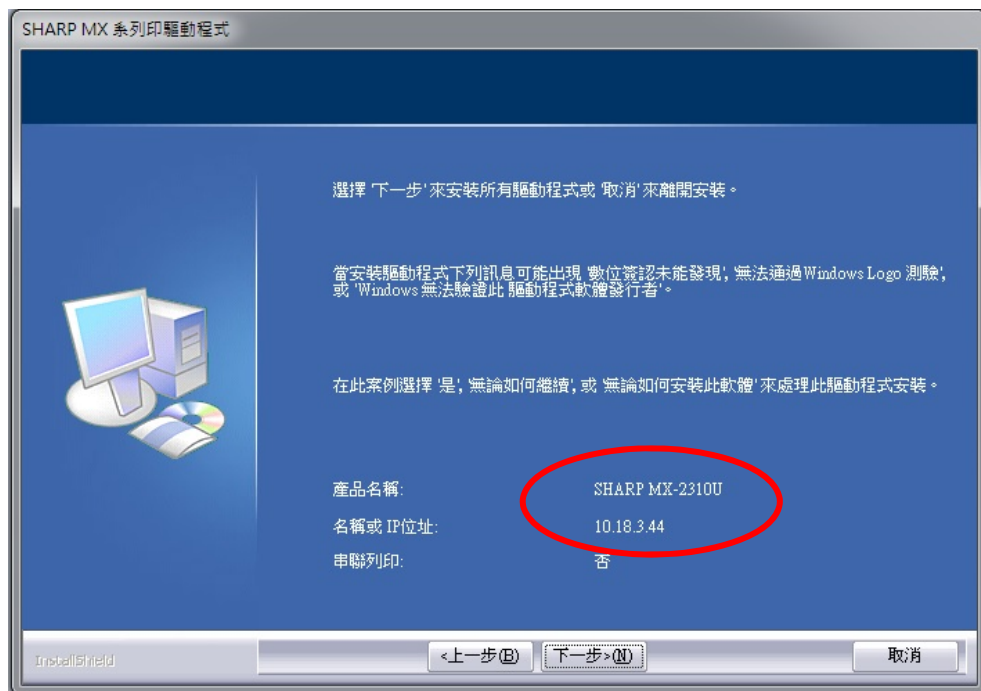 SHARP MX 系列印驅動程式
選擇 '下一步' 來安裝所有驅動程式或 '取消' 來離開安裝。
當安裝驅動程式下列訊息可能出現 '數位簽認未能發現', '無法通過Windows Logo 測驗',
或 'Windows 無法驗證此 驅動程式軟體發行者'。
在此案例選擇 '是', '無論如何繼續', 或 '無論如何安裝此軟體' 來處理此驅動程式安裝。
產品名稱: SHARP MX-2310U
名稱或 IP位址: 10.18.3.44
串聯列印: 否
InstallShield
<上一步(B) 下一步>(N) 取消